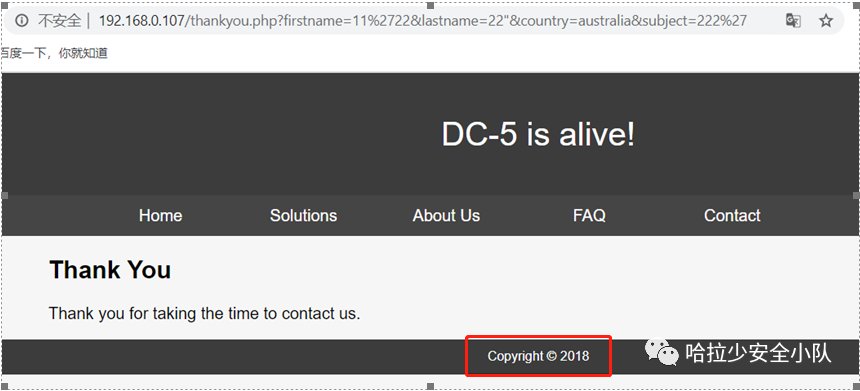 不安全 | 192.168.0.107/thankyou.php?firstname=11%2722&lastname=22"&country=australia&subject=222%27
百度一下，你就知道
DC-5 is alive!
Home Solutions About Us FAQ Contact
Thank You
Thank you for taking the time to contact us.
Copyright © 2018
哈拉少安全小队